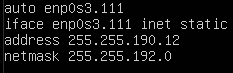 auto enp0s3.111
iface enp0s3.111 inet static
address 255.255.190.12
netmask 255.255.192.0